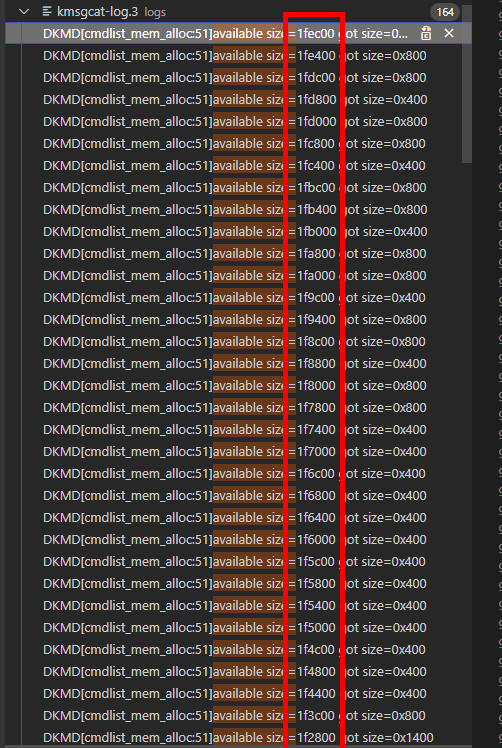 kmsgcat-log.3 logs 164
DKMD[cmdlist_mem_alloc:51]available size=1fec00 got size=0...
DKMD[cmdlist_mem_alloc:51]available size=1fe400 got size=0x800
DKMD[cmdlist_mem_alloc:51]available size=1fdc00 got size=0x800
DKMD[cmdlist_mem_alloc:51]available size=1fd800 got size=0x400
DKMD[cmdlist_mem_alloc:51]available size=1fd000 got size=0x800
DKMD[cmdlist_mem_alloc:51]available size=1fc800 got size=0x800
DKMD[cmdlist_mem_alloc:51]available size=1fc400 got size=0x400
DKMD[cmdlist_mem_alloc:51]available size=1fbc00 got size=0x800
DKMD[cmdlist_mem_alloc:51]available size=1fb400 got size=0x800
DKMD[cmdlist_mem_alloc:51]available size=1fb000 got size=0x400
DKMD[cmdlist_mem_alloc:51]available size=1fa800 got size=0x800
DKMD[cmdlist_mem_alloc:51]available size=1fa000 got size=0x800
DKMD[cmdlist_mem_alloc:51]available size=1f9c00 got size=0x400
DKMD[cmdlist_mem_alloc:51]available size=1f9400 got size=0x800
DKMD[cmdlist_mem_alloc:51]available size=1f8c00 got size=0x800
DKMD[cmdlist_mem_alloc:51]available size=1f8800 got size=0x400
DKMD[cmdlist_mem_alloc:51]available size=1f8000 got size=0x800
DKMD[cmdlist_mem_alloc:51]available size=1f7800 got size=0x800
DKMD[cmdlist_mem_alloc:51]available size=1f7400 got size=0x400
DKMD[cmdlist_mem_alloc:51]available size=1f7000 got size=0x400
DKMD[cmdlist_mem_alloc:51]available size=1f6c00 got size=0x400
DKMD[cmdlist_mem_alloc:51]available size=1f6800 got size=0x400
DKMD[cmdlist_mem_alloc:51]available size=1f6400 got size=0x400
DKMD[cmdlist_mem_alloc:51]available size=1f6000 got size=0x400
DKMD[cmdlist_mem_alloc:51]available size=1f5c00 got size=0x400
DKMD[cmdlist_mem_alloc:51]available size=1f5800 got size=0x400
DKMD[cmdlist_mem_alloc:51]available size=1f5400 got size=0x400
DKMD[cmdlist_mem_alloc:51]available size=1f5000 got size=0x400
DKMD[cmdlist_mem_alloc:51]available size=1f4c00 got size=0x400
DKMD[cmdlist_mem_alloc:51]available size=1f4800 got size=0x400
DKMD[cmdlist_mem_alloc:51]available size=1f4400 got size=0x400
DKMD[cmdlist_mem_alloc:51]available size=1f3c00 got size=0x800
DKMD[cmdlist_mem_alloc:51]available size=1f2800 got size=0x1400